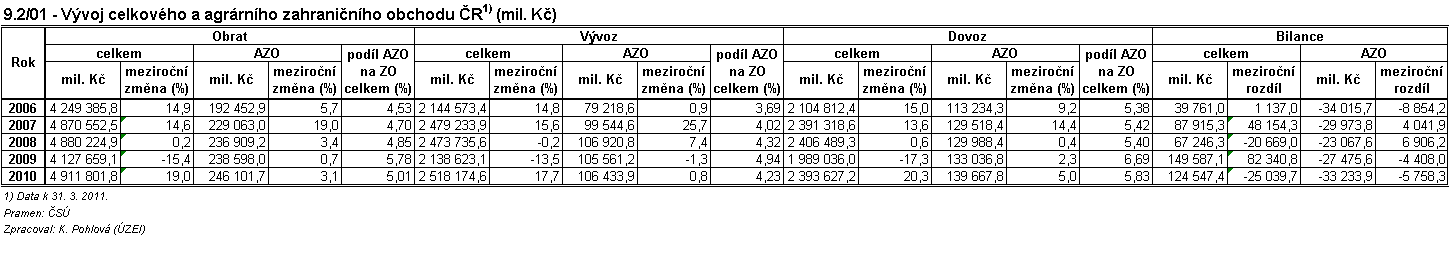 9.2/01 - Vývoj celkového a agrárního zahraničního obchodu ČR1) (mil. Kč)
Rok Obrat Vývoz Dovoz Bilance
celkem AZO podíl AZO na ZO celkem (%) celkem AZO podíl AZO na ZO celkem (%) celkem AZO podíl AZO na ZO celkem (%) celkem AZO
mil. Kč meziroční změna (%) mil. Kč meziroční změna (%) mil. Kč meziroční změna (%) mil. Kč meziroční změna (%) mil. Kč meziroční změna (%) mil. Kč meziroční změna (%) mil. Kč meziroční rozdíl mil. Kč meziroční rozdíl
2006 4 249 385,8 14,9 192 452,9 5,7 4,53 2 144 573,4 14,8 79 218,6 0,9 3,69 2 104 812,4 15,0 113 234,3 9,2 5,38 39 761,0 1 137,0 -34 015,7 -8 854,2
2007 4 870 552,5 14,6 229 063,0 19,0 4,70 2 479 233,9 15,6 99 544,6 25,7 4,02 2 391 318,6 13,6 129 518,4 14,4 5,42 87 915,3 48 154,3 -29 973,8 4 041,9
2008 4 880 224,9 0,2 236 909,2 3,4 4,85 2 473 735,6 -0,2 106 920,8 7,4 4,32 2 406 489,3 0,6 129 988,4 0,4 5,40 67 246,3 -20 669,0 -23 067,6 6 906,2
2009 4 127 659,1 -15,4 238 598,0 0,7 5,78 2 138 623,1 -13,5 105 561,2 -1,3 4,94 1 989 036,0 -17,3 133 036,8 2,3 6,69 149 587,1 82 340,8 -27 475,6 -4 408,0
2010 4 911 801,8 19,0 246 101,7 3,1 5,01 2 518 174,6 17,7 106 433,9 0,8 4,23 2 393 627,2 20,3 139 667,8 5,0 5,83 124 547,4 -25 039,7 -33 233,9 -5 758,3
1) Data k 31. 3. 2011.
Pramen: ČSÚ
Zpracoval: K. Pohlová (ÚZEI)